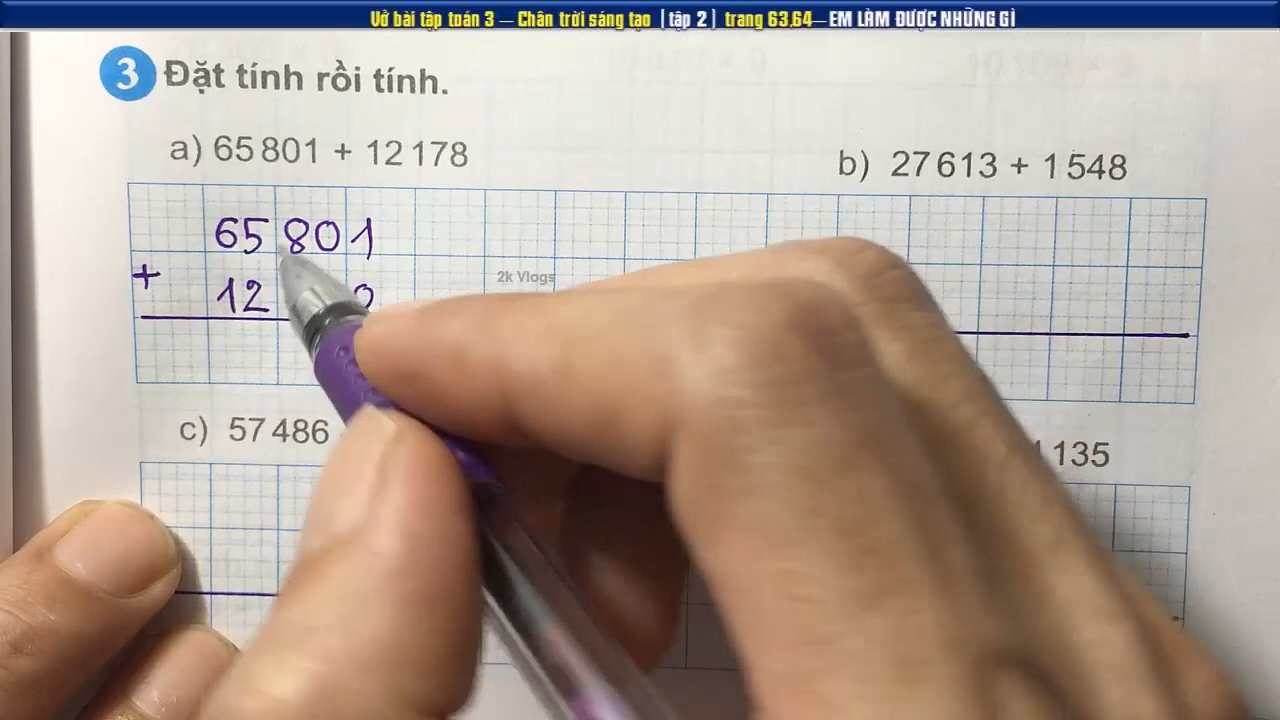 Vở bài tập toán 3 – Chân trời sáng tạo [tập 2] trang 63,64– EM LÀM ĐƯỢC NHỮNG GÌ
3 Đặt tính rồi tính.
a) 65 801 + 12 178
b) 27 613 + 1 548
65 801
+
12
2k Vlogs
c) 57 486
135